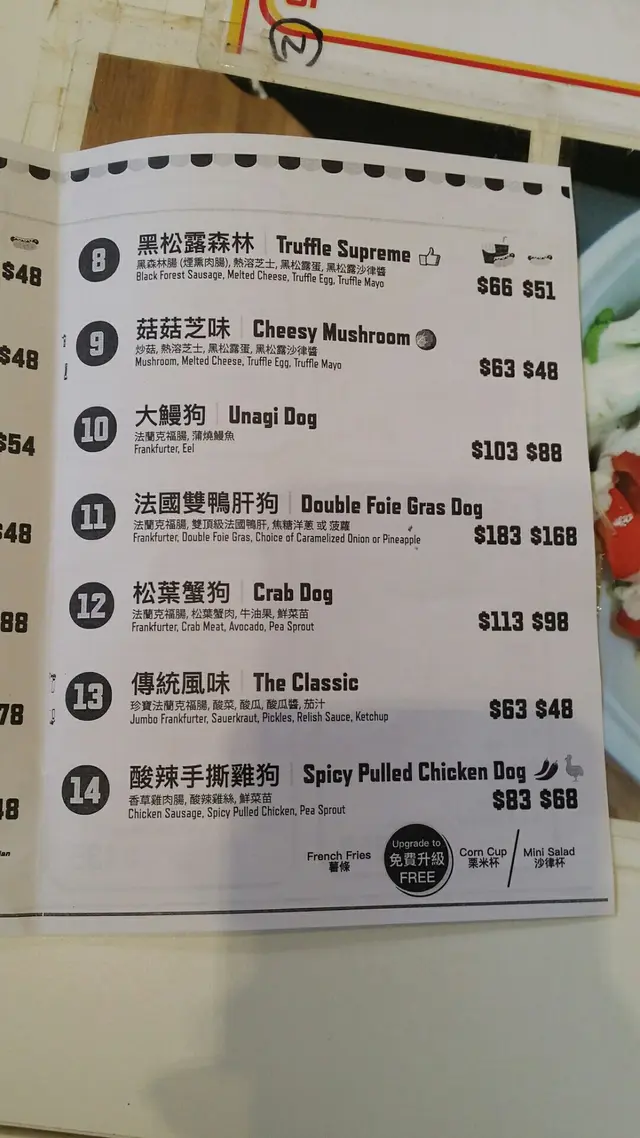 2
$48
$48
$54
$48
88
78
48
8
黑松露森林 | Truffle Supreme
黑森林腸 (煙熏肉腸), 熱溶芝士, 黑松露蛋, 黑松露沙律醬
Black Forest Sausage, Melted Cheese, Truffle Egg, Truffle Mayo
$66 $51
9
菇菇芝味 | Cheesy Mushroom
炒菇, 熱溶芝士, 黑松露蛋, 黑松露沙律醬
Mushroom, Melted Cheese, Truffle Egg, Truffle Mayo
$63 $48
10
大鰻狗 | Unagi Dog
法蘭克福腸, 蒲燒鰻魚
Frankfurter, Eel
$103 $88
11
法國雙鴨肝狗 | Double Foie Gras Dog
法蘭克福腸, 雙頂級法國鴨肝, 焦糖洋蔥 或 菠蘿
Frankfurter, Double Foie Gras, Choice of Caramelized Onion or Pineapple
$183 $168
12
松葉蟹狗 | Crab Dog
法蘭克福腸, 松葉蟹肉, 牛油果, 鮮菜苗
Frankfurter, Crab Meat, Avocado, Pea Sprout
$113 $98
13
傳統風味 | The Classic
珍寶法蘭克福腸, 酸菜, 酸瓜, 酸瓜醬, 茄汁
Jumbo Frankfurter, Sauerkraut, Pickles, Relish Sauce, Ketchup
$63 $48
14
酸辣手撕雞狗 | Spicy Pulled Chicken Dog
香草雞肉腸, 酸辣雞絲, 鮮菜苗
Chicken Sausage, Spicy Pulled Chicken, Pea Sprout
$83 $68
French Fries
薯條
Upgrade to
免費升級
FREE
Corn Cup
粟米杯
Mini Salad
沙律杯